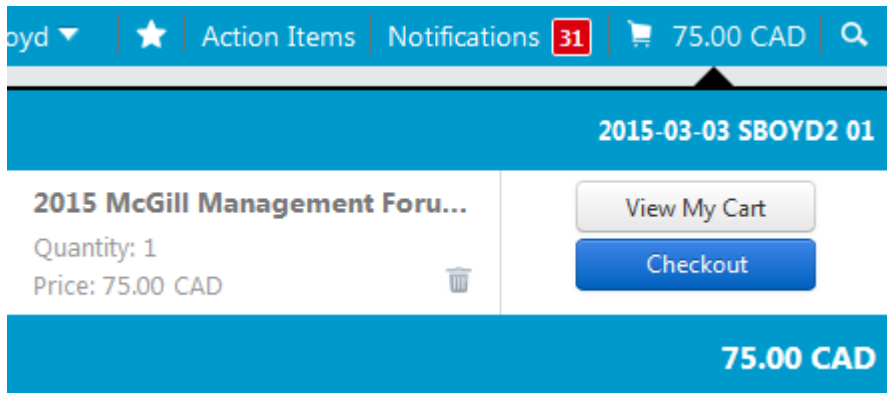 oyd Action Items Notifications 31 75.00 CAD
2015-03-03 SBOYD2 01
2015 McGill Management Foru...
Quantity: 1
Price: 75.00 CAD
View My Cart
Checkout
75.00 CAD